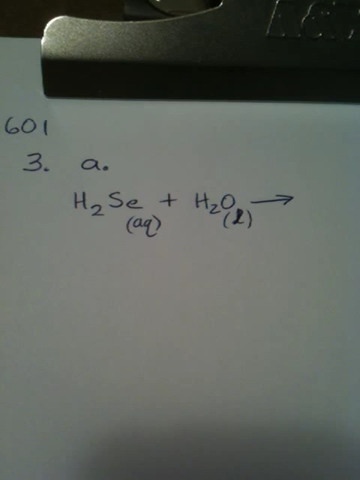 601
3. a.
H₂Se + H₂O ⟶
(aq) (l)